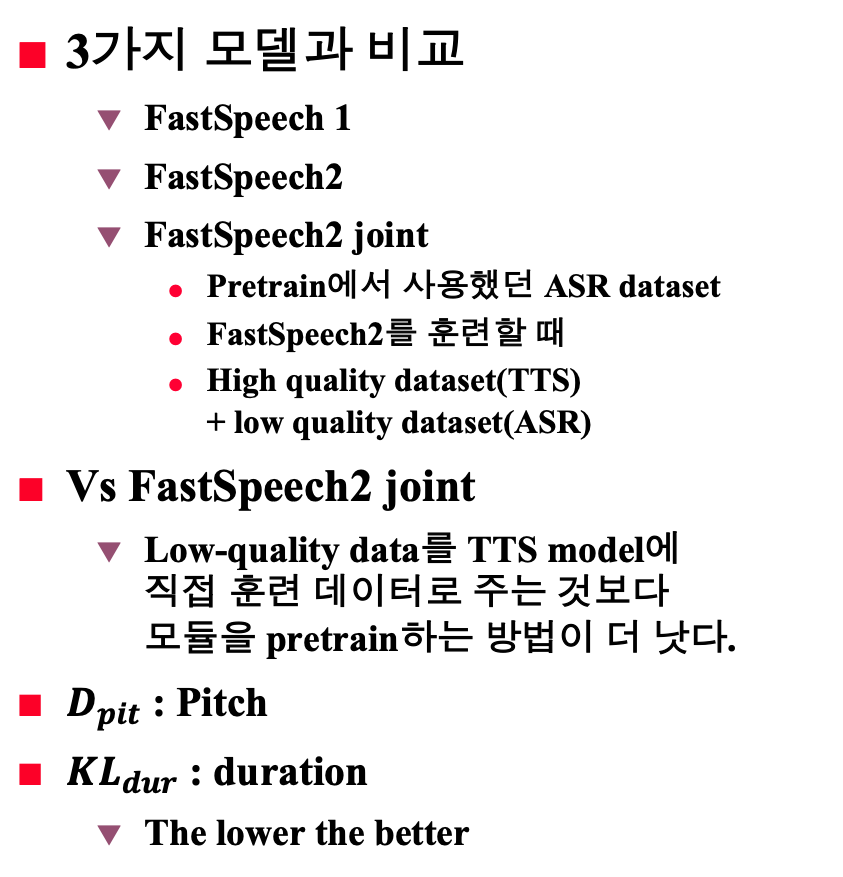 3가지 모델과 비교
FastSpeech 1
FastSpeech2
FastSpeech2 joint
Pretrain에서 사용했던 ASR dataset
FastSpeech2를 훈련할 때
High quality dataset(TTS)
+ low quality dataset(ASR)
Vs FastSpeech2 joint
Low-quality data를 TTS model에
직접 훈련 데이터로 주는 것보다
모듈을 pretrain하는 방법이 더 낫다.
D_pit : Pitch
KL_dur : duration
The lower the better